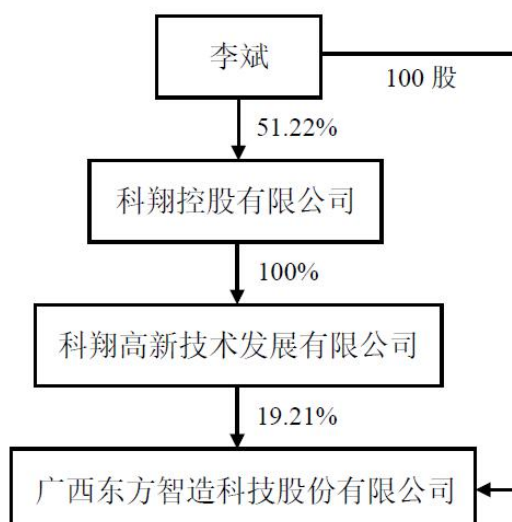 李斌
100 股
51.22%
科翔控股有限公司
100%
科翔高新技术发展有限公司
19.21%
广西东方智造科技股份有限公司